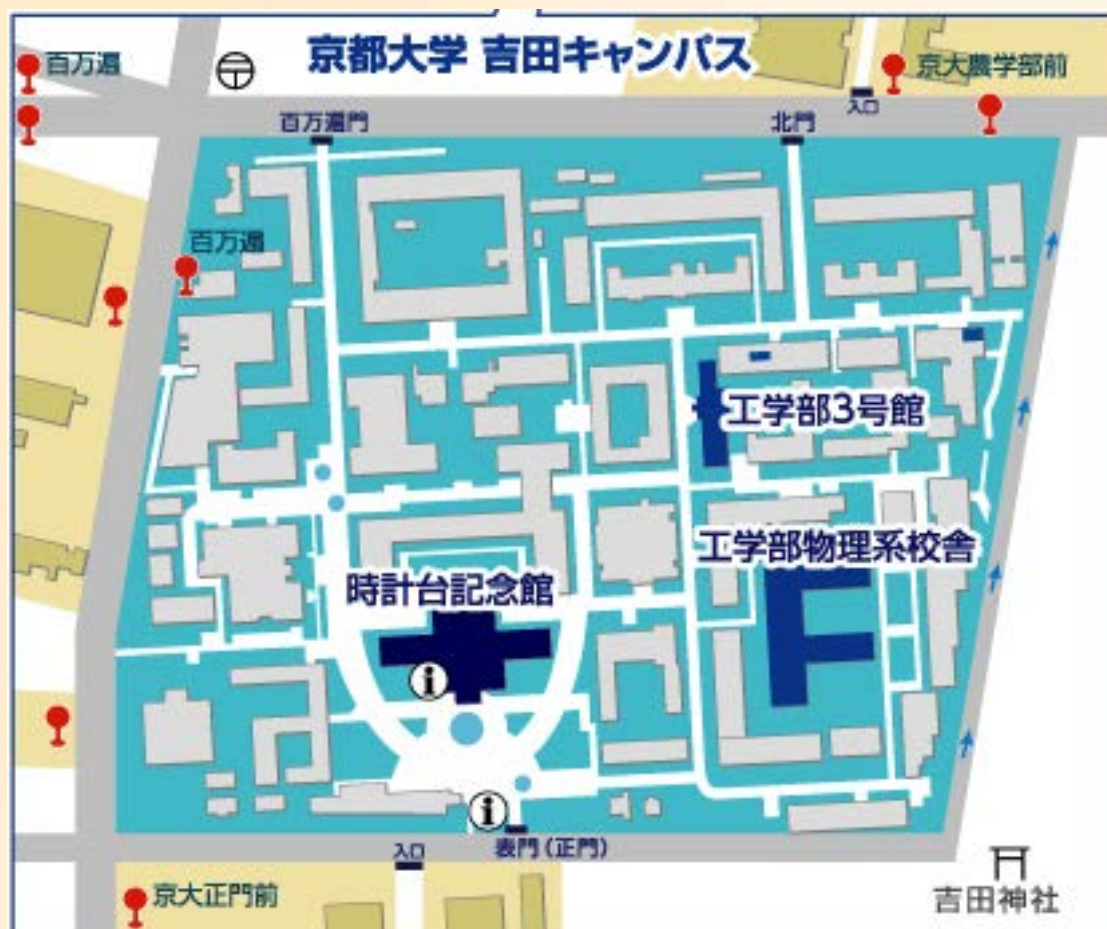 京都大学 吉田キャンパス
百万遍
京大農学部前
入口
百万遍門
北門
百万遍
工学部3号館
工学部物理系校舎
時計台記念館
i
i
表門(正門)
入口
京大正門前
吉田神社